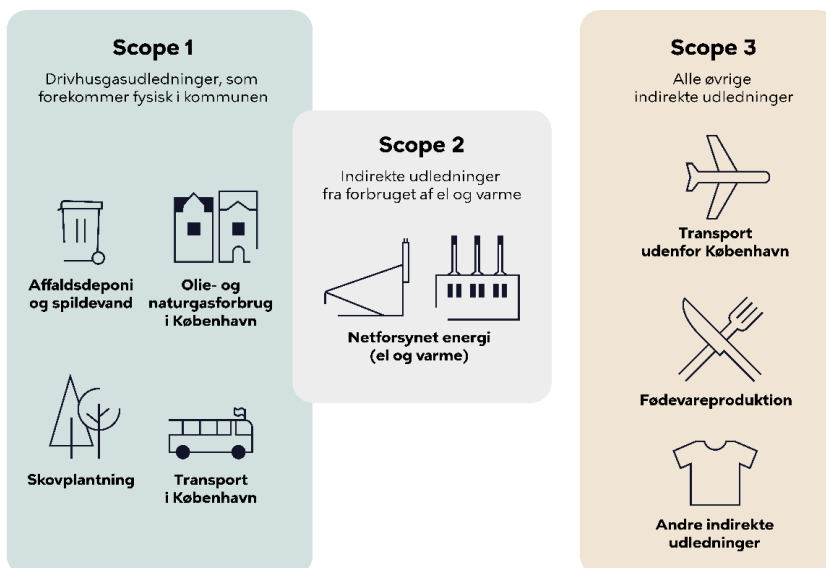 Scope 1
Drivhusgasudledninger, som
forekommer fysisk i kommunen
Affaldsdeponi
og spildevand
Olie- og
naturgasforbrug
i København
Skovplantning
Transport
i København
Scope 2
Indirekte udledninger
fra forbruget af el og varme
Netforsynet energi
(el og varme)
Scope 3
Alle øvrige
indirekte udledninger
Transport
udenfor København
Fødevareproduktion
Andre indirekte
udledninger